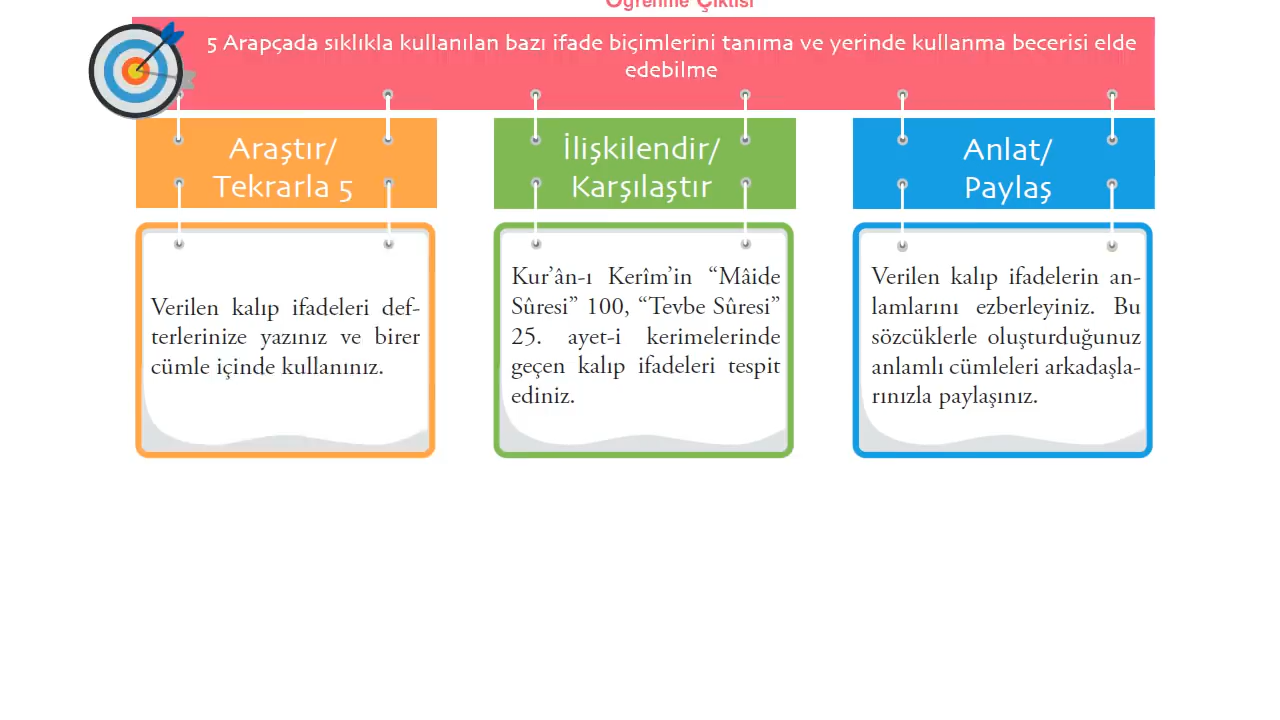 Öğrenme Çıktısı
5 Arapçada sıklıkla kullanılan bazı ifade biçimlerini tanıma ve yerinde kullanma becerisi elde
edebilme
Araştır/
Tekrarla 5
Verilen kalıp ifadeleri def-
terlerinize yazınız ve birer
cümle içinde kullanınız.
İlişkilendir/
Karşılaştır
Kur’ân-ı Kerîm’in “Mâide
Sûresi” 100, “Tevbe Sûresi”
25. ayet-i kerimelerinde
geçen kalıp ifadeleri tespit
ediniz.
Anlat/
Paylaş
Verilen kalıp ifadelerin an-
lamlarını ezberleyiniz. Bu
sözcüklerle oluşturduğunuz
anlamlı cümleleri arkadaşla-
rınızla paylaşınız.